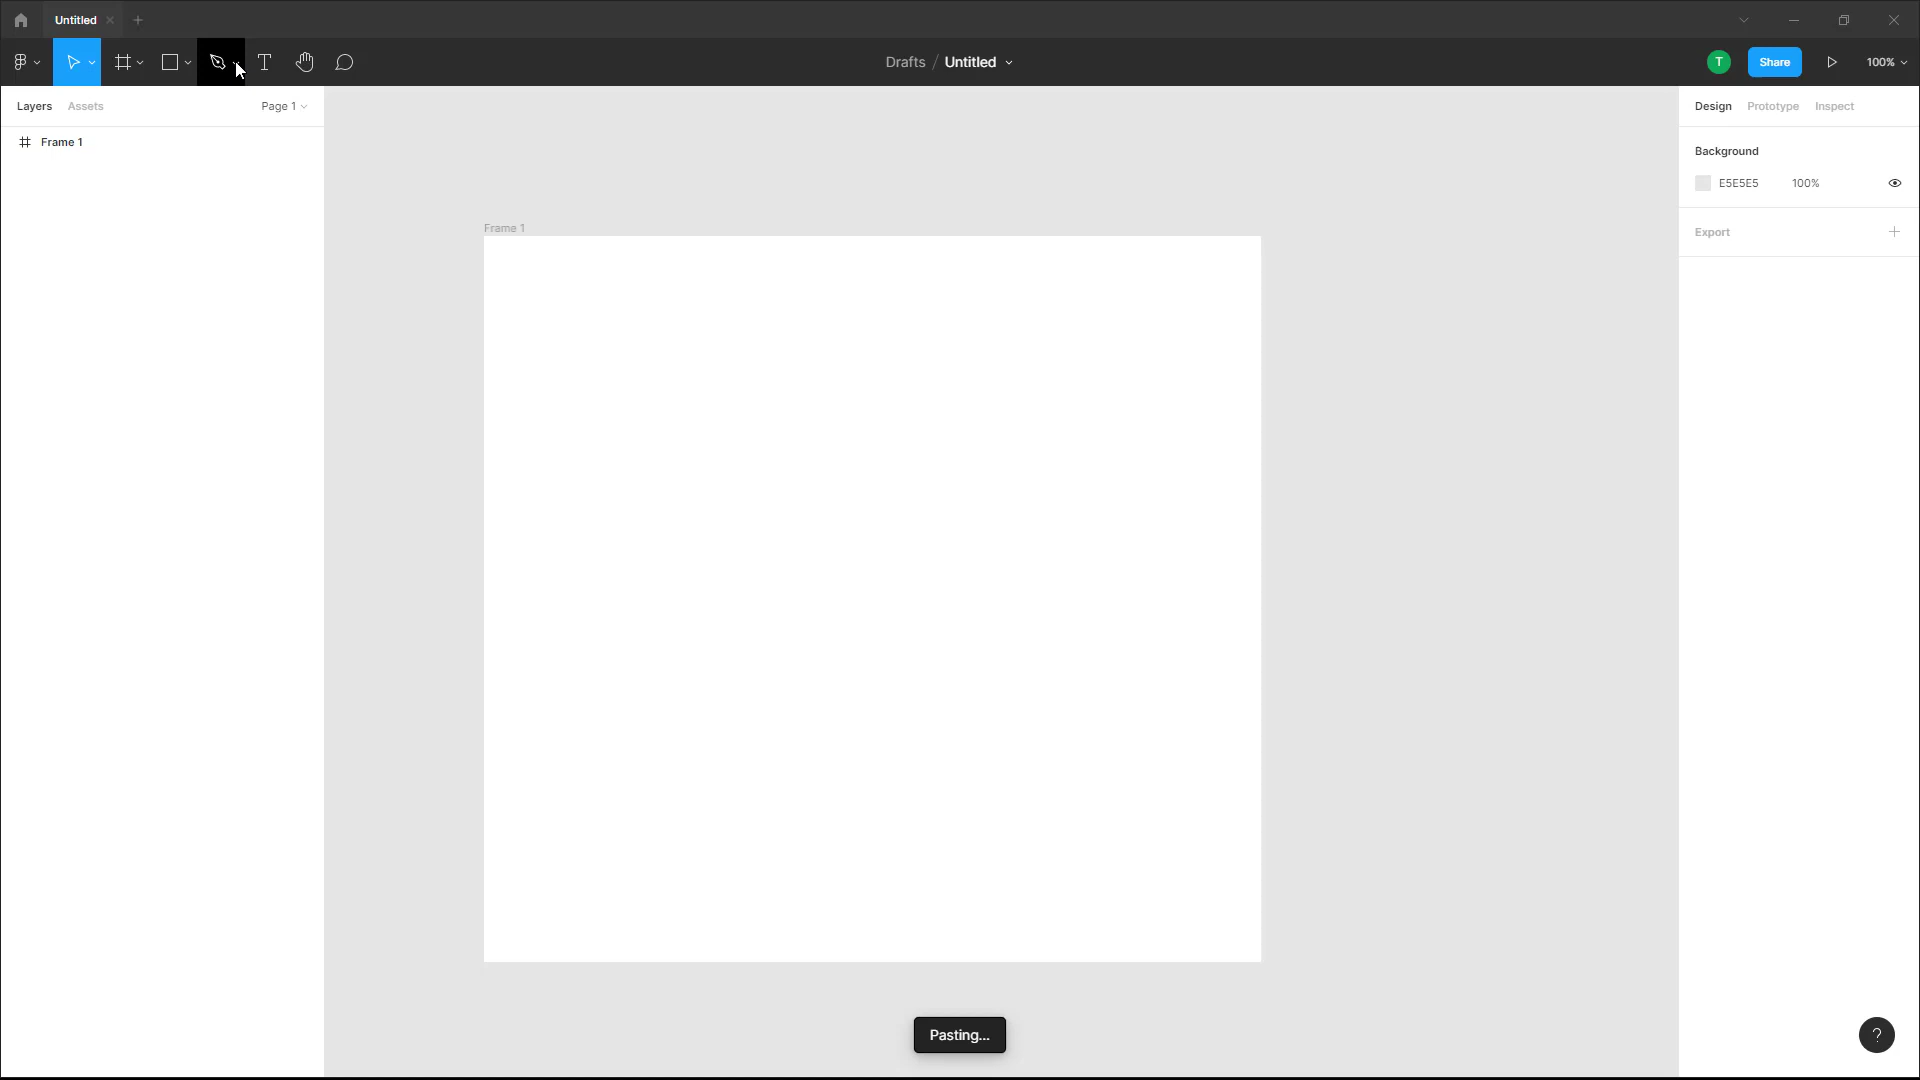 Untitled
Drafts / Untitled
T
Share
100%
Layers
Assets
Page 1
Frame 1
Frame 1
Design
Prototype
Inspect
Background
E5E5E5
100%
Export
Pasting...
?